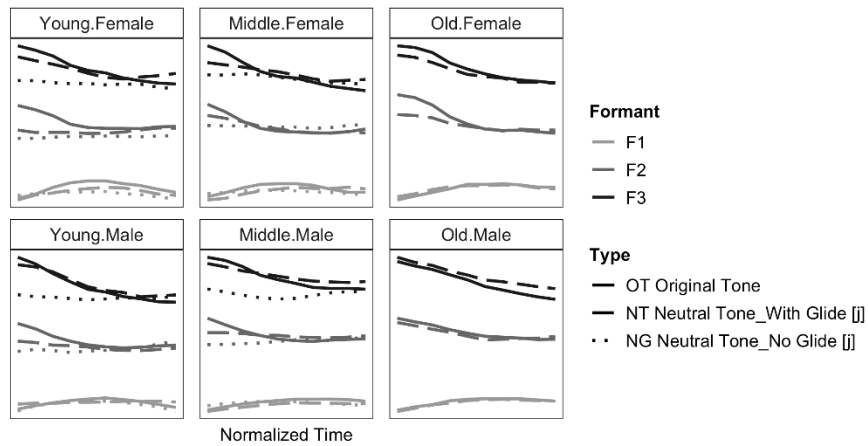 Young.Female
Middle.Female
Old.Female
Young.Male
Middle.Male
Old.Male
Normalized Time
Formant
F1
F2
F3
Type
OT Original Tone
NT Neutral Tone_With Glide [j]
NG Neutral Tone_No Glide [j]